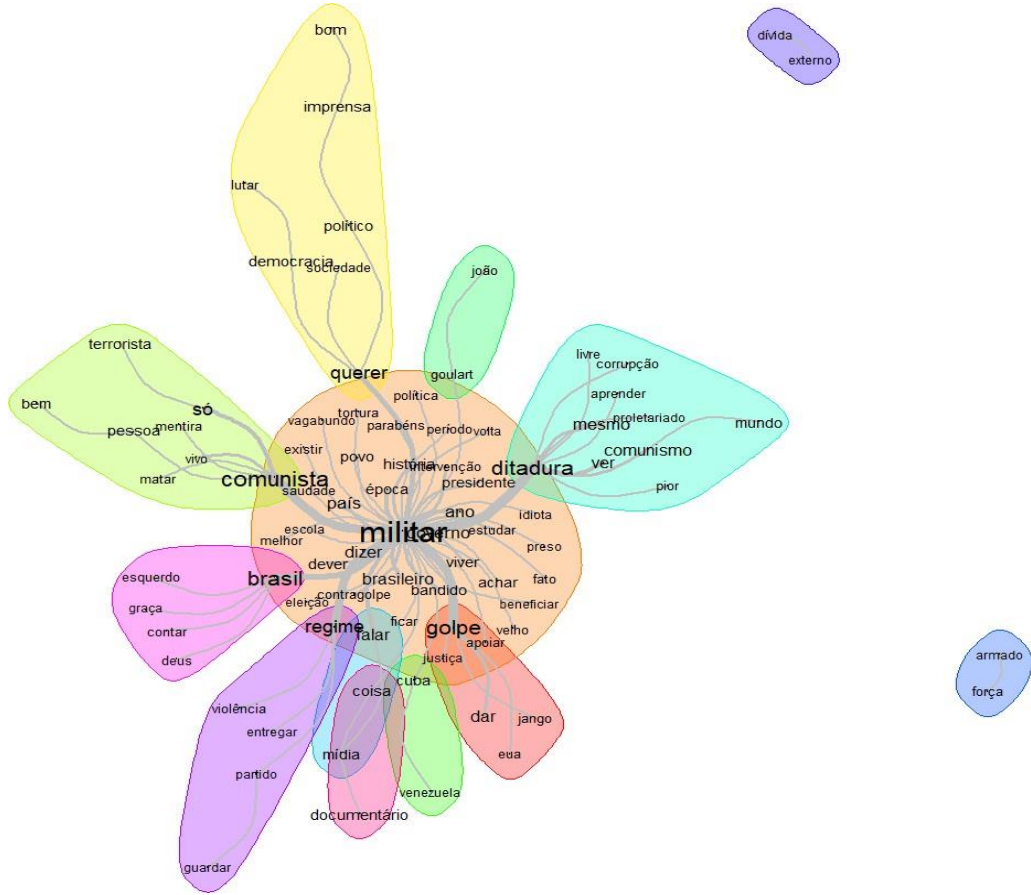 bom
dívida
externo
imprensa
lutar
político
democracia
sociedade
joão
terrorista
querer
goulart
livre
corrupção
bem
só
política
aprender
pessoa
mentira
vagabundo
tortura
parabéns
período
volta
mesmo
proletariado
mundo
vivo
existir
povo
história
intervenção
ditadura
ver
comunismo
matar
comunista
saudade
época
presidente
pior
país
ano
idiota
escola
militar
governo
estudar
melhor
dizer
preso
dever
viver
esquerdo
brasil
brasileiro
achar
fato
contragolpe
bandido
eleição
beneficiar
graça
ficar
velho
contar
regime
falar
golpe
apoiar
deus
justiça
armado
cuba
coisa
força
violência
dar
jango
entregar
mídia
eua
partido
venezuela
documentário
guardar